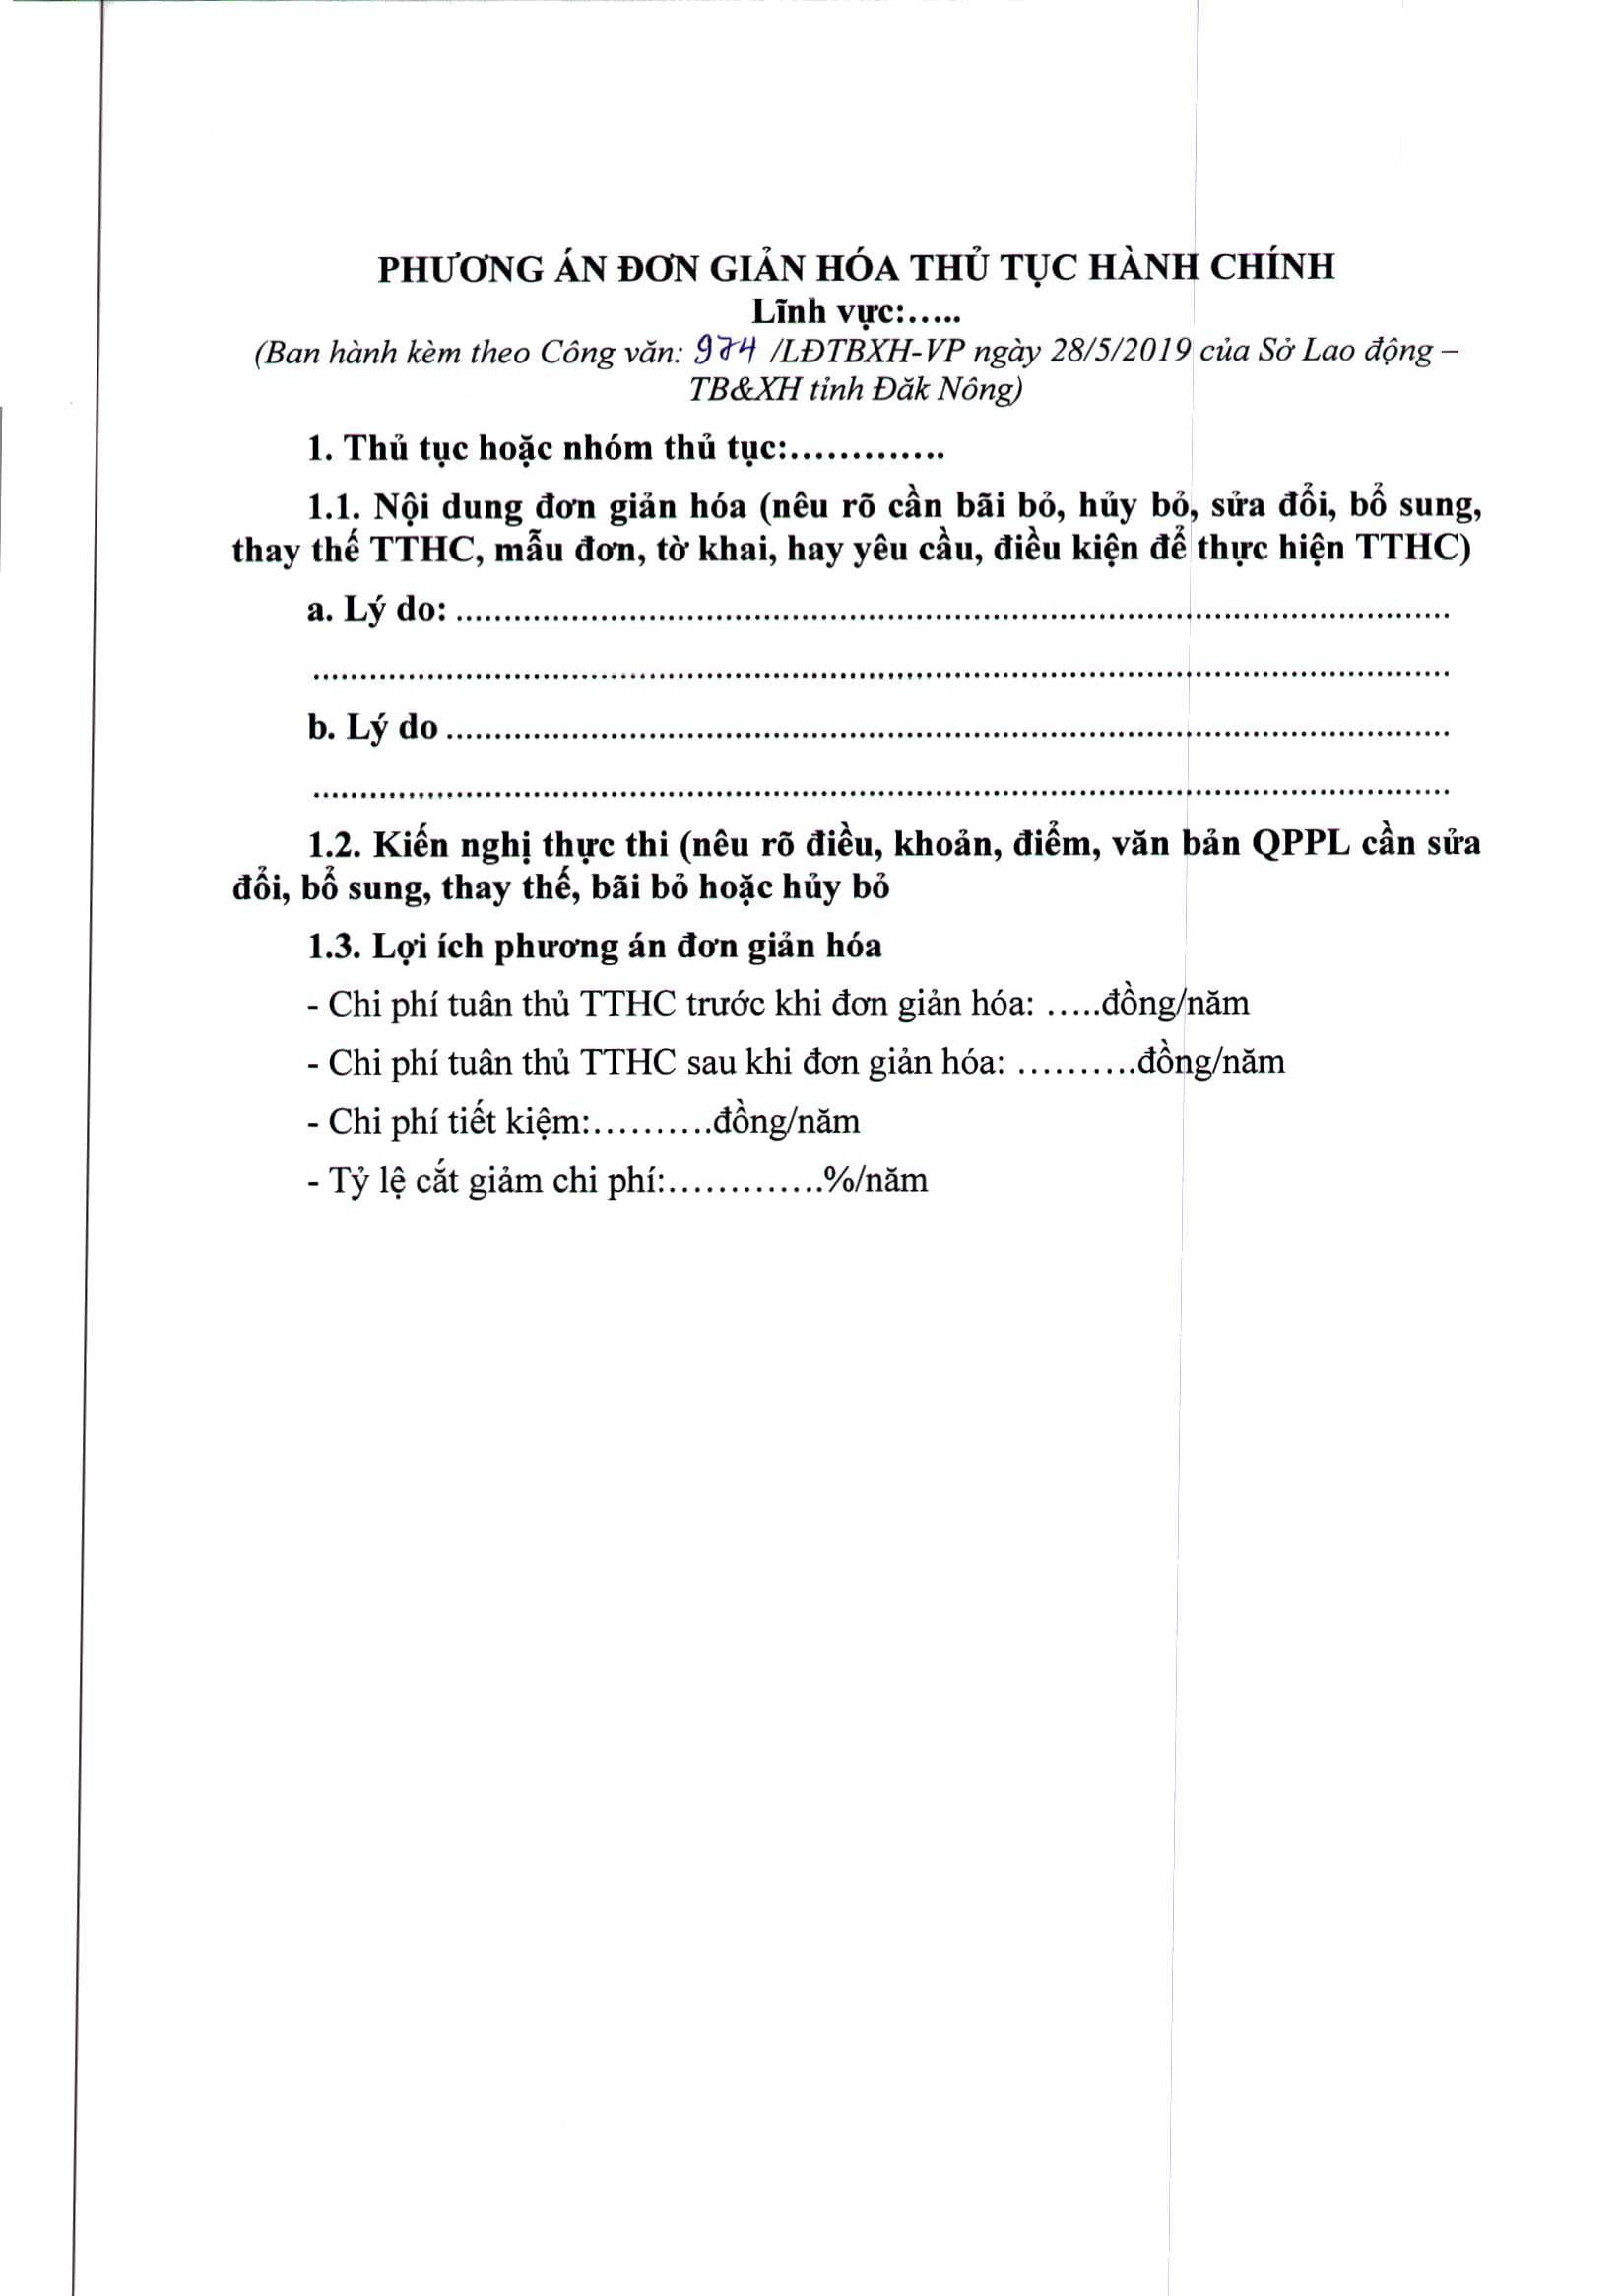 PHƯƠNG ÁN ĐƠN GIẢN HÓA THỦ TỤC HÀNH CHÍNH
Lĩnh vực:.....
(Ban hành kèm theo Công văn: 974 /LĐTBXH-VP ngày 28/5/2019 của Sở Lao động –
TB&XH tỉnh Đăk Nông)
1. Thủ tục hoặc nhóm thủ tục:.............
1.1. Nội dung đơn giản hóa (nêu rõ cần bãi bỏ, hủy bỏ, sửa đổi, bổ sung,
thay thế TTHC, mẫu đơn, tờ khai, hay yêu cầu, điều kiện để thực hiện TTHC)
a. Lý do: ........................................................................................................
.......................................................................................................................
b. Lý do .........................................................................................................
.......................................................................................................................
1.2. Kiến nghị thực thi (nêu rõ điều, khoản, điểm, văn bản QPPL cần sửa
đổi, bổ sung, thay thế, bãi bỏ hoặc hủy bỏ
1.3. Lợi ích phương án đơn giản hóa
- Chi phí tuân thủ TTHC trước khi đơn giản hóa: .....đồng/năm
- Chi phí tuân thủ TTHC sau khi đơn giản hóa: ..........đồng/năm
- Chi phí tiết kiệm:..........đồng/năm
- Tỷ lệ cắt giảm chi phí:.............%/năm